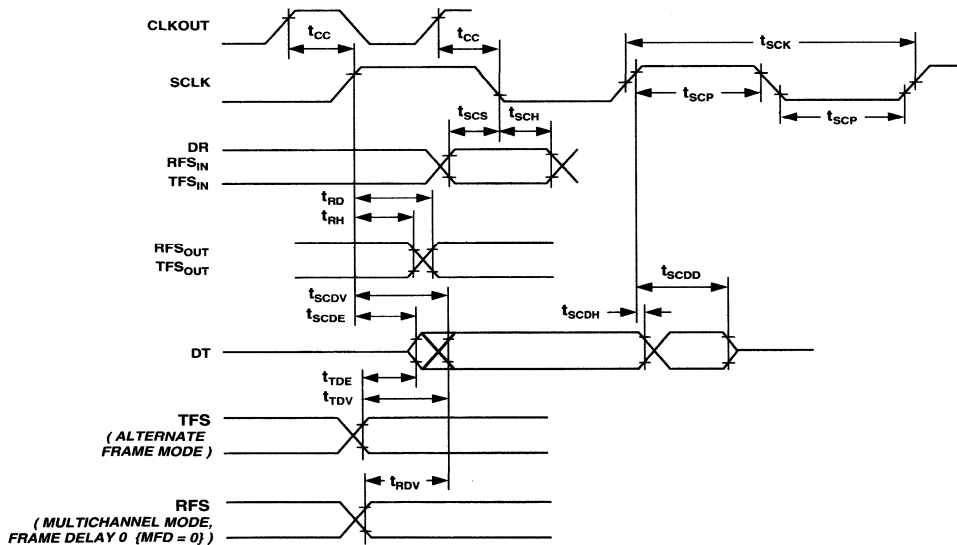 CLKOUT
tCC
tCC
tSCK
SCLK
tSCP
tSCP
tSCS
tSCH
DR
RFSIN
TFSIN
tRD
tRH
RFSOUT
TFSOUT
tSCDV
tSCDE
tSCDD
tSCDH
DT
tTDE
tTDV
TFS
( ALTERNATE
FRAME MODE )
tRDV
RFS
( MULTICHANNEL MODE,
FRAME DELAY 0 {MFD = 0} )